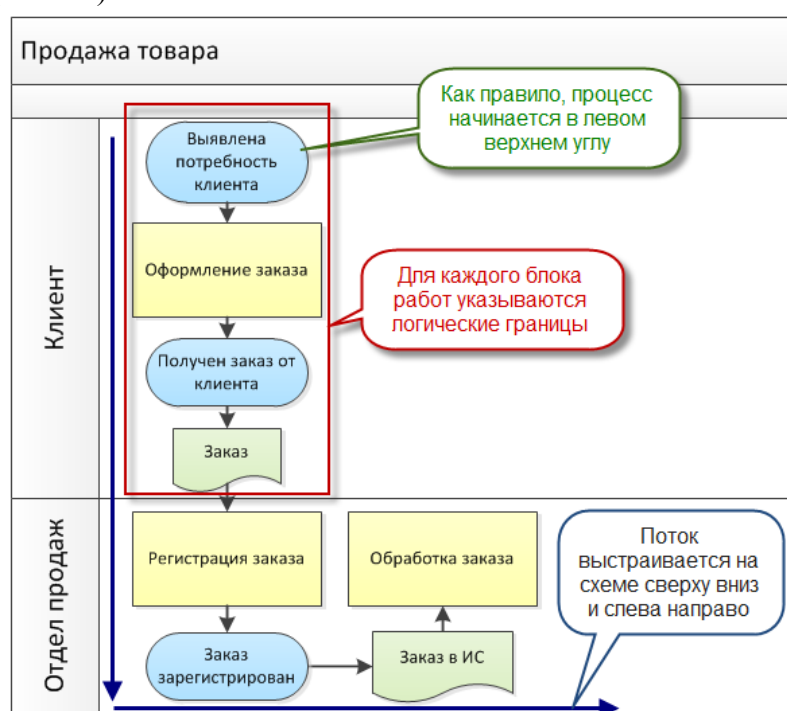 )
Продажа товара
Как правило, процесс
начинается в левом
верхнем углу
Клиент
Выявлена
потребность
клиента
Оформление заказа
Для каждого блока
работ указываются
логические границы
Получен заказ от
клиента
Заказ
Отдел продаж
Регистрация заказа
Обработка заказа
Поток
выстраивается на
схеме сверху вниз
и слева направо
Заказ
зарегистрирован
Заказ в ИС